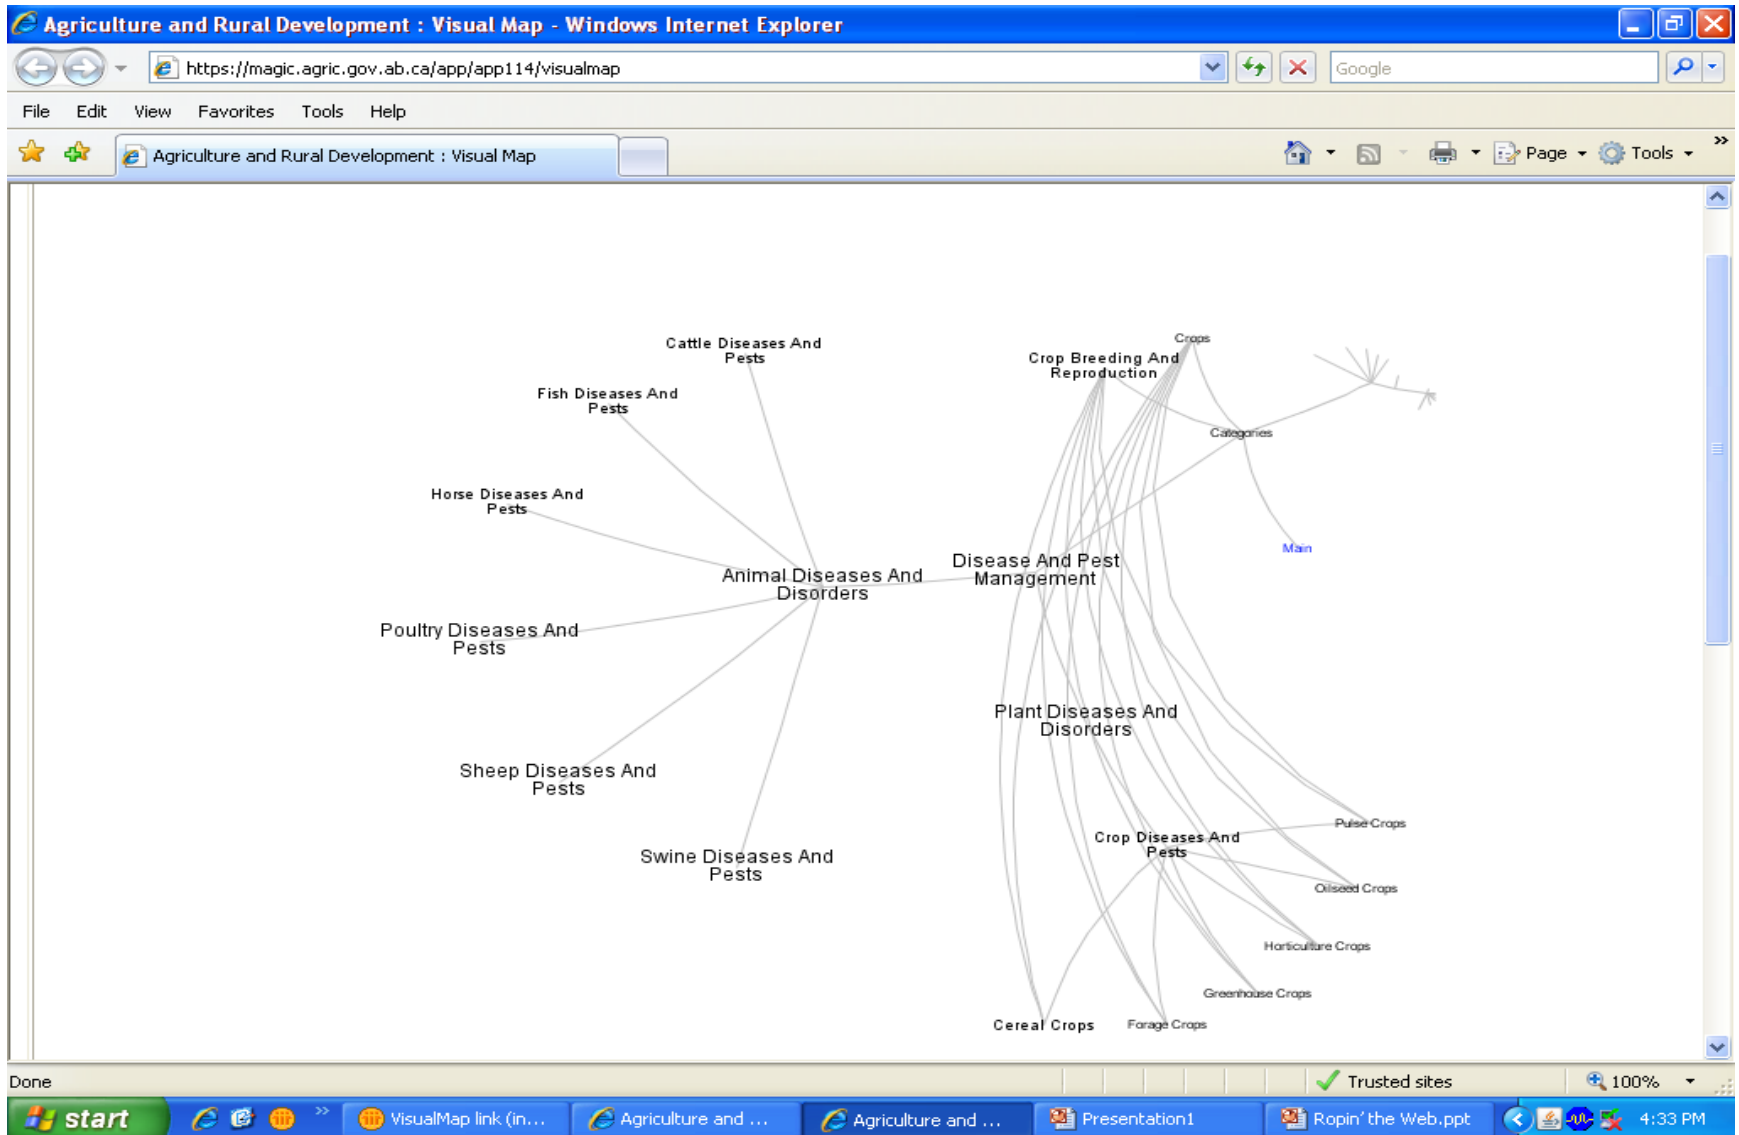 Agriculture and Rural Development : Visual Map - Windows Internet Explorer
https://magic.agric.gov.ab.ca/app/app114/visualmap
Google
File Edit View Favorites Tools Help
Agriculture and Rural Development : Visual Map
Page
Tools
»
Cattle Diseases And
Pests
Crops
Crop Breeding And
Reproduction
Fish Diseases And
Pests
Categories
Horse Diseases And
Pests
Main
Disease And Pest
Management
Animal Diseases And
Disorders
Poultry Diseases And
Pests
Plant Diseases And
Disorders
Sheep Diseases And
Pests
Pulse Crops
Crop Diseases And
Pests
Swine Diseases And
Pests
Oilseed Crops
Horticulture Crops
Greenhouse Crops
Cereal Crops
Forage Crops
Done
Trusted sites
100%
start
»
VisualMap link (in...
Agriculture and ...
Agriculture and ...
Presentation1
Ropin' the Web.ppt
4:33 PM